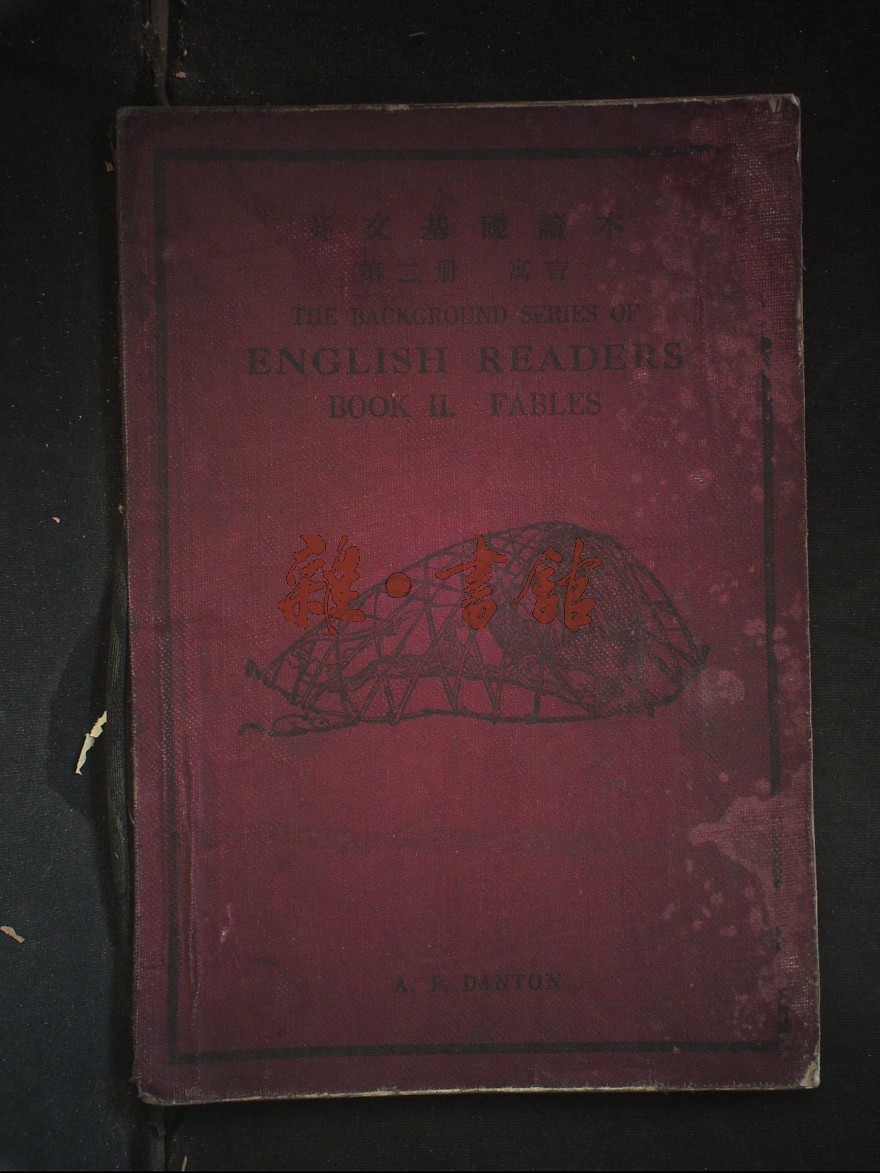 英文基礎讀本
第二册 寓言
THE BACKGROUND SERIES OF
ENGLISH READERS
BOOK II. FABLES
雜·書館
A. P. DANTON